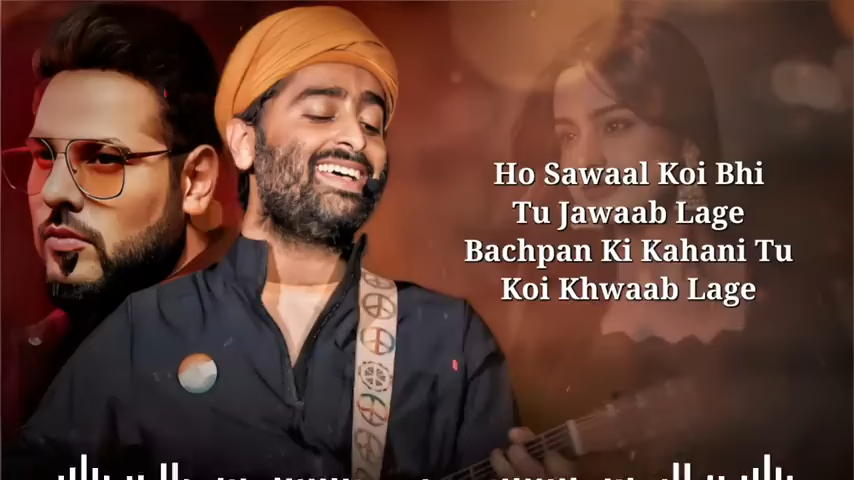 Ho Sawaal Koi Bhi
Tu Jawaab Lage
Bachpan Ki Kahani Tu
Koi Khwaab Lage